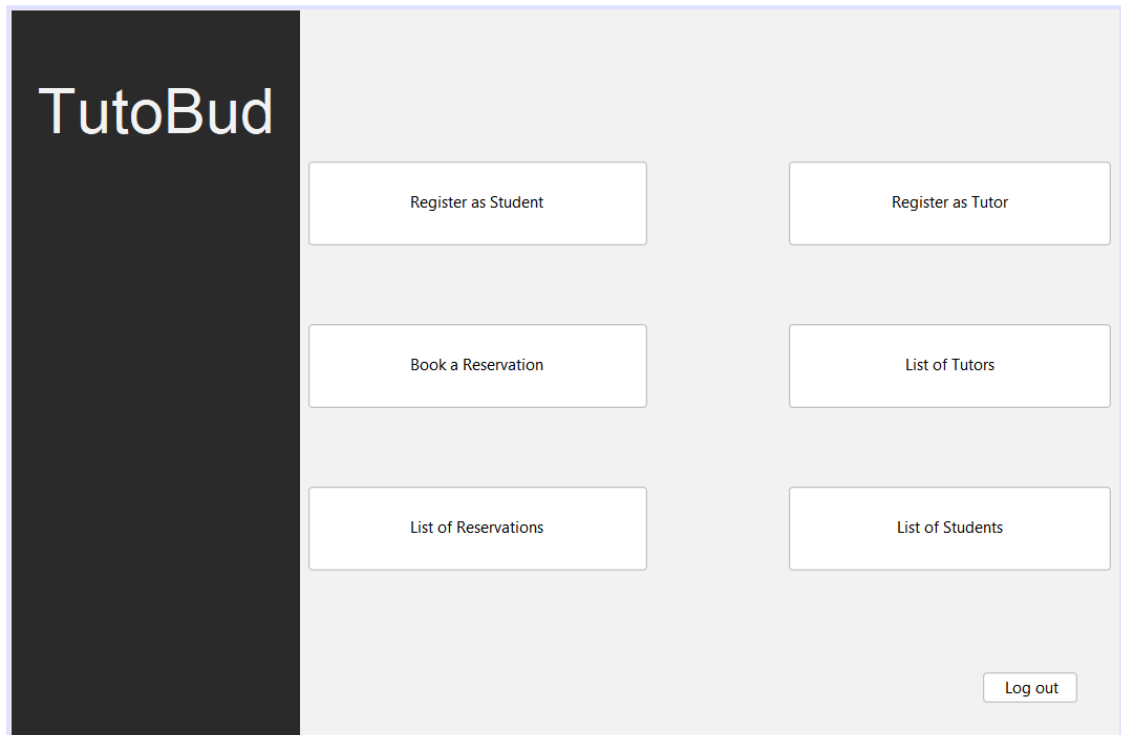 TutoBud
Register as Student
Register as Tutor
Book a Reservation
List of Tutors
List of Reservations
List of Students
Log out